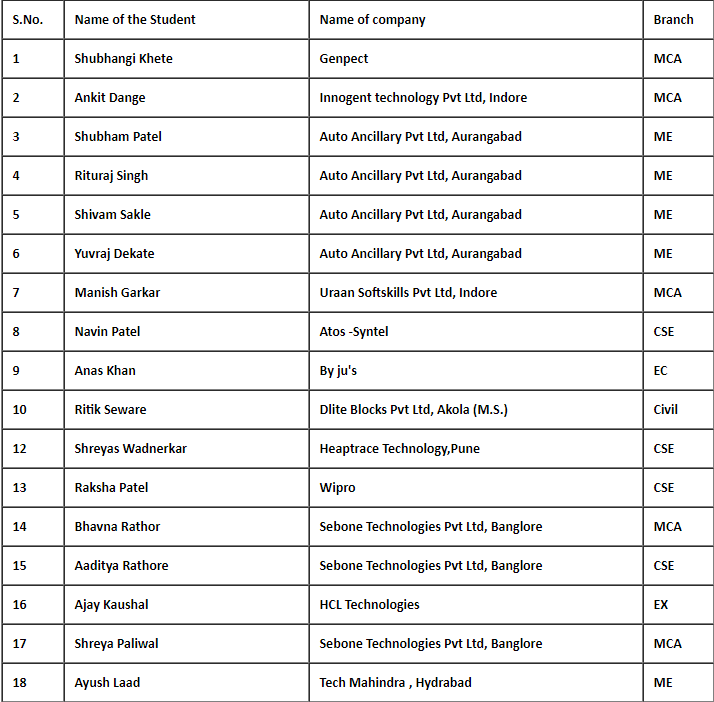 S.No. Name of the Student Name of company Branch
1 Shubhangi Khete Genpect MCA
2 Ankit Dange Innogent technology Pvt Ltd, Indore MCA
3 Shubham Patel Auto Ancillary Pvt Ltd, Aurangabad ME
4 Rituraj Singh Auto Ancillary Pvt Ltd, Aurangabad ME
5 Shivam Sakle Auto Ancillary Pvt Ltd, Aurangabad ME
6 Yuvraj Dekate Auto Ancillary Pvt Ltd, Aurangabad ME
7 Manish Garkar Uraan Softskills Pvt Ltd, Indore MCA
8 Navin Patel Atos -Syntel CSE
9 Anas Khan By ju's EC
10 Ritik Seware Dlite Blocks Pvt Ltd, Akola (M.S.) Civil
12 Shreyas Wadnerkar Heaptrace Technology,Pune CSE
13 Raksha Patel Wipro CSE
14 Bhavna Rathor Sebone Technologies Pvt Ltd, Banglore MCA
15 Aaditya Rathore Sebone Technologies Pvt Ltd, Banglore CSE
16 Ajay Kaushal HCL Technologies EX
17 Shreya Paliwal Sebone Technologies Pvt Ltd, Banglore MCA
18 Ayush Laad Tech Mahindra , Hydrabad ME